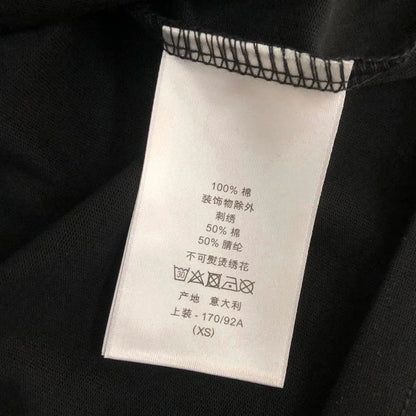 100% 棉
装饰物除外
刺绣
50% 棉
50% 腈纶
不可熨烫绣花
30
产地 意大利
上装-170/92A
(XS)